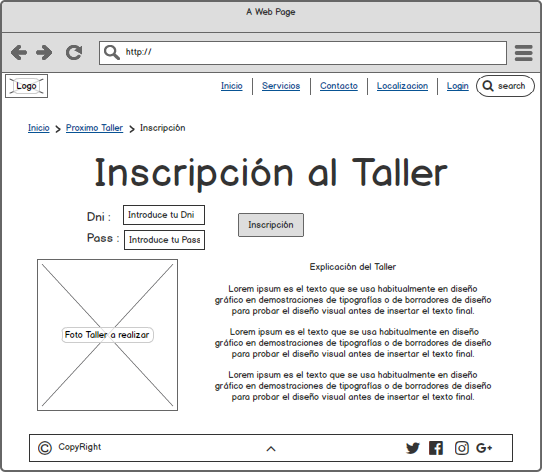 A Web Page
http://
Logo
Inicio
Servicios
Contacto
Localizacion
Login
search
Inicio > Proximo Taller > Inscripción
Inscripción al Taller
Dni :
Introduce tu Dni
Inscripción
Pass :
Introduce tu Pass
Foto Taller a realizar
Explicación del Taller
Lorem ipsum es el texto que se usa habitualmente en diseño
gráfico en demostraciones de tipografías o de borradores de diseño
para probar el diseño visual antes de insertar el texto final.
Lorem ipsum es el texto que se usa habitualmente en diseño
gráfico en demostraciones de tipografías o de borradores de diseño
para probar el diseño visual antes de insertar el texto final.
Lorem ipsum es el texto que se usa habitualmente en diseño
gráfico en demostraciones de tipografías o de borradores de diseño
para probar el diseño visual antes de insertar el texto final.
© CopyRight
G+